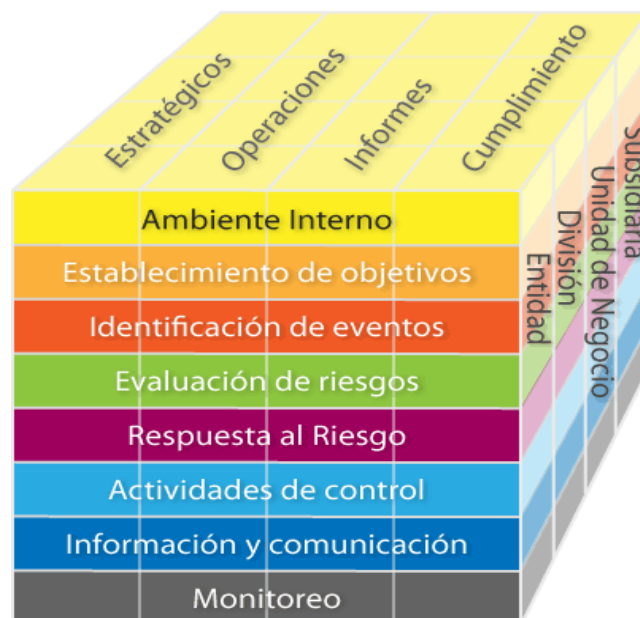 Estratégicos
Operaciones
Informes
Cumplimiento
Ambiente Interno
Establecimiento de objetivos
Identificación de eventos
Evaluación de riesgos
Respuesta al Riesgo
Actividades de control
Información y comunicación
Monitoreo
Entidad
División
Unidad de Negocio
Subsidiaria